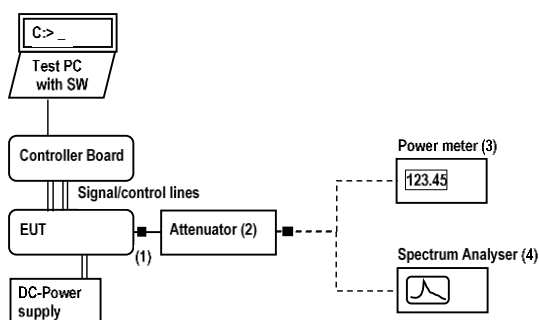 C:> _
Test PC
with SW
Controller Board
Signal/control lines
EUT
(1)
Attenuator (2)
DC-Power
supply
Power meter (3)
123.45
Spectrum Analyser (4)